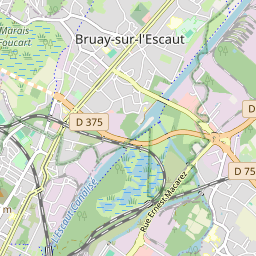 Marais-
Foucart
Bruay-sur-l'Escaut
D 375
D
D 75
Rue Ernest Macarez
l'Escaut Canalisé
m